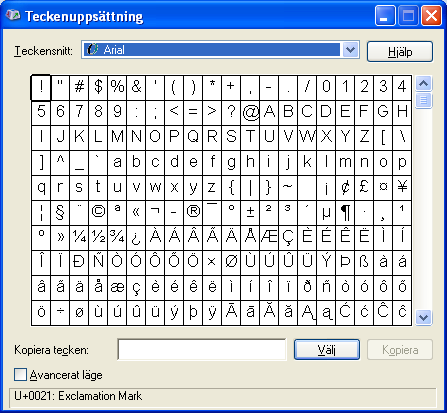 Teckenuppsättning
Teckensnitt: Arial Hjälp
! " # $ % & ' ( ) * + , - . / 0 1 2 3 4
5 6 7 8 9 : ; < = > ? @ A B C D E F G H
I J K L M N O P Q R S T U V W X Y Z [ \
] ^ _ ` a b c d e f g h i j k l m n o p
q r s t u v w x y z { | } ~ ¡ ¢ £ ¤ ¥
¦ § ¨ © ª « ¬ - ® ¯ ° ± ² ³ ´ µ ¶ · ¸ ¹
º » ¼ ½ ¾ ¿ À Á Â Ã Ä Å Æ Ç È É Ê Ë Ì Í
Î Ï Ð Ñ Ò Ó Ô Õ Ö × Ø Ù Ú Û Ü Ý Þ ß à á
â ã ä å æ ç è é ê ë ì í î ï ð ñ ò ó ô õ
ö ÷ ø ù ú û ü ý þ ÿ Ā ā Ă ă Ą ą Ć ć Ĉ ĉ
Kopiera tecken: Välj Kopiera
Avancerat läge
U+0021: Exclamation Mark